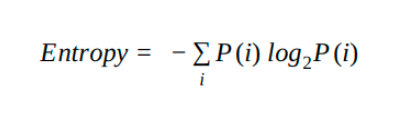 Entropy = − ∑ P(i) log₂P(i)
i